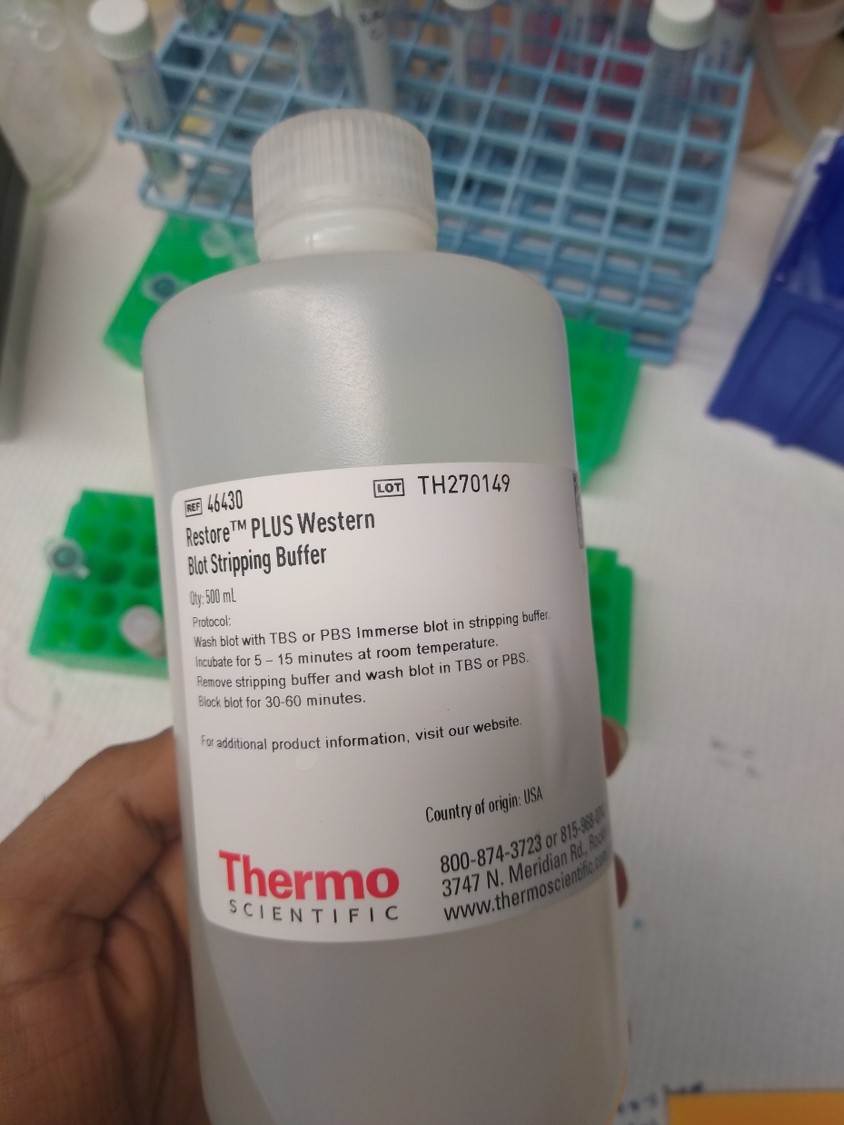 REF 46430
LOT TH270149
Restore™ PLUS Western
Blot Stripping Buffer
Qty: 500 mL
Protocol:
Wash blot with TBS or PBS Immerse blot in stripping buffer.
Incubate for 5 – 15 minutes at room temperature.
Remove stripping buffer and wash blot in TBS or PBS.
Block blot for 30-60 minutes.
For additional product information, visit our website.
Country of origin: USA
Thermo
SCIENTIFIC
800-874-3723 or
3747 N. Meridian Rd.,
www.thermoscientific.com